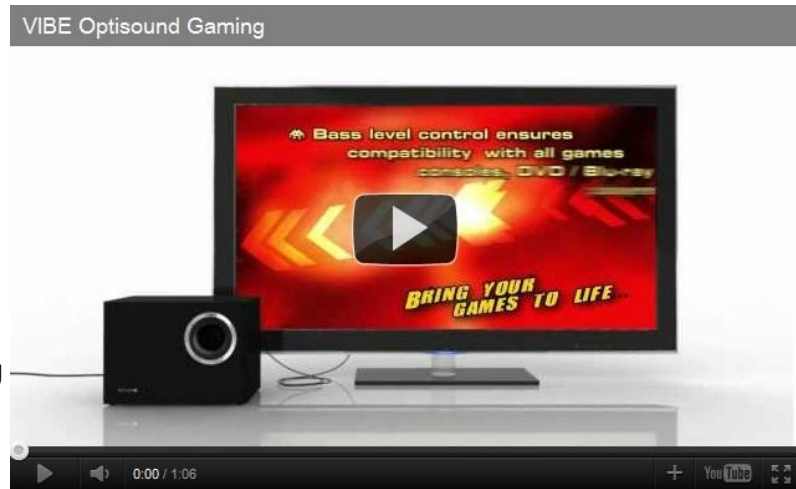 VIBE Optisound Gaming
Bass level control ensures
compatibility with all games
consoles, DVD / Blu-ray
BRING YOUR
GAMES TO LIFE...
0:00 / 1:06
YouTube